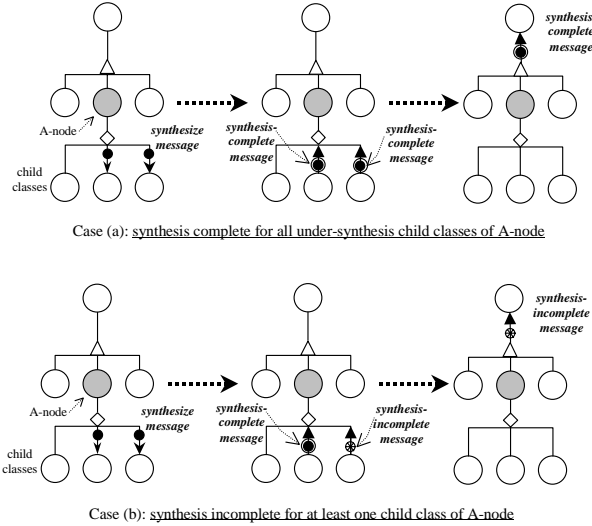 synthesis-
complete
message
A-node
synthesize
message
synthesis-
complete
message
synthesis-
complete
message
child
classes
Case (a): synthesis complete for all under-synthesis child classes of A-node
synthesis-
incomplete
message
A-node
synthesize
message
synthesis-
complete
message
synthesis-
incomplete
message
child
classes
Case (b): synthesis incomplete for at least one child class of A-node